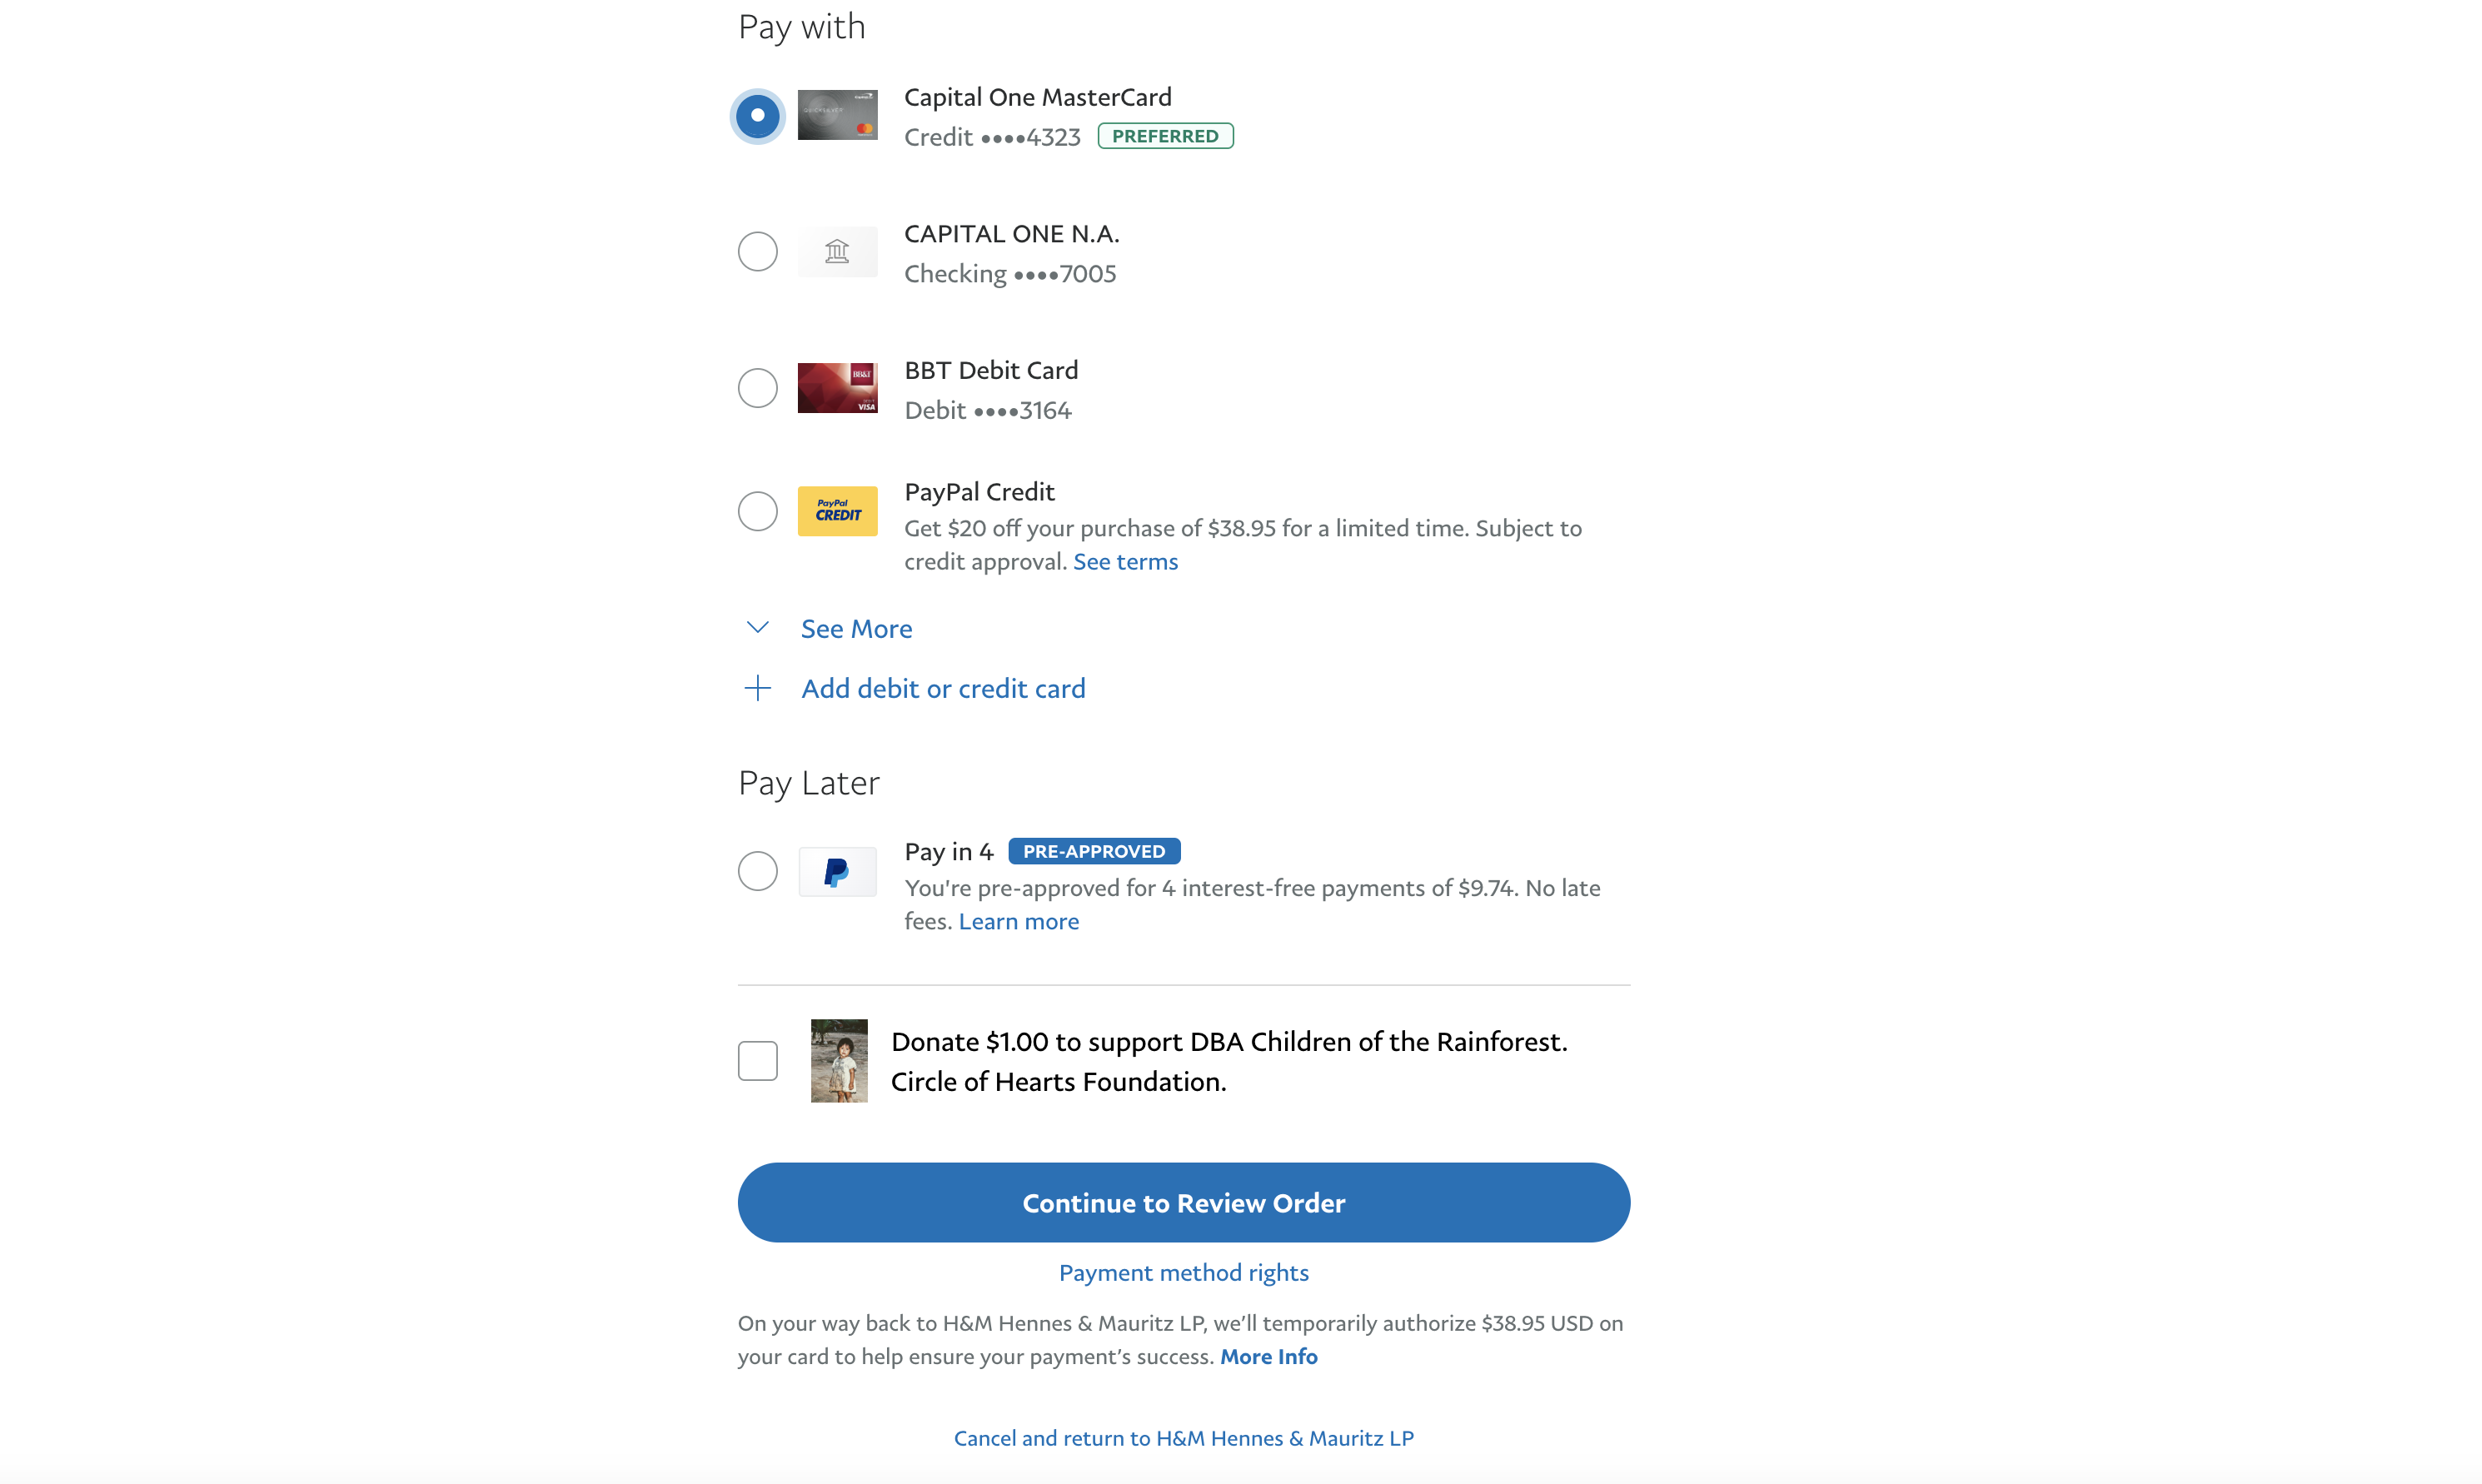 Pay with
Capital One MasterCard
Credit ••••4323 PREFERRED
CAPITAL ONE N.A.
Checking ••••7005
BB&T
VISA
BBT Debit Card
Debit ••••3164
PayPal
CREDIT
PayPal Credit
Get $20 off your purchase of $38.95 for a limited time. Subject to
credit approval. See terms
See More
Add debit or credit card
Pay Later
Pay in 4 PRE-APPROVED
You're pre-approved for 4 interest-free payments of $9.74. No late
fees. Learn more
Donate $1.00 to support DBA Children of the Rainforest.
Circle of Hearts Foundation.
Continue to Review Order
Payment method rights
On your way back to H&M Hennes & Mauritz LP, we’ll temporarily authorize $38.95 USD on
your card to help ensure your payment’s success. More Info
Cancel and return to H&M Hennes & Mauritz LP